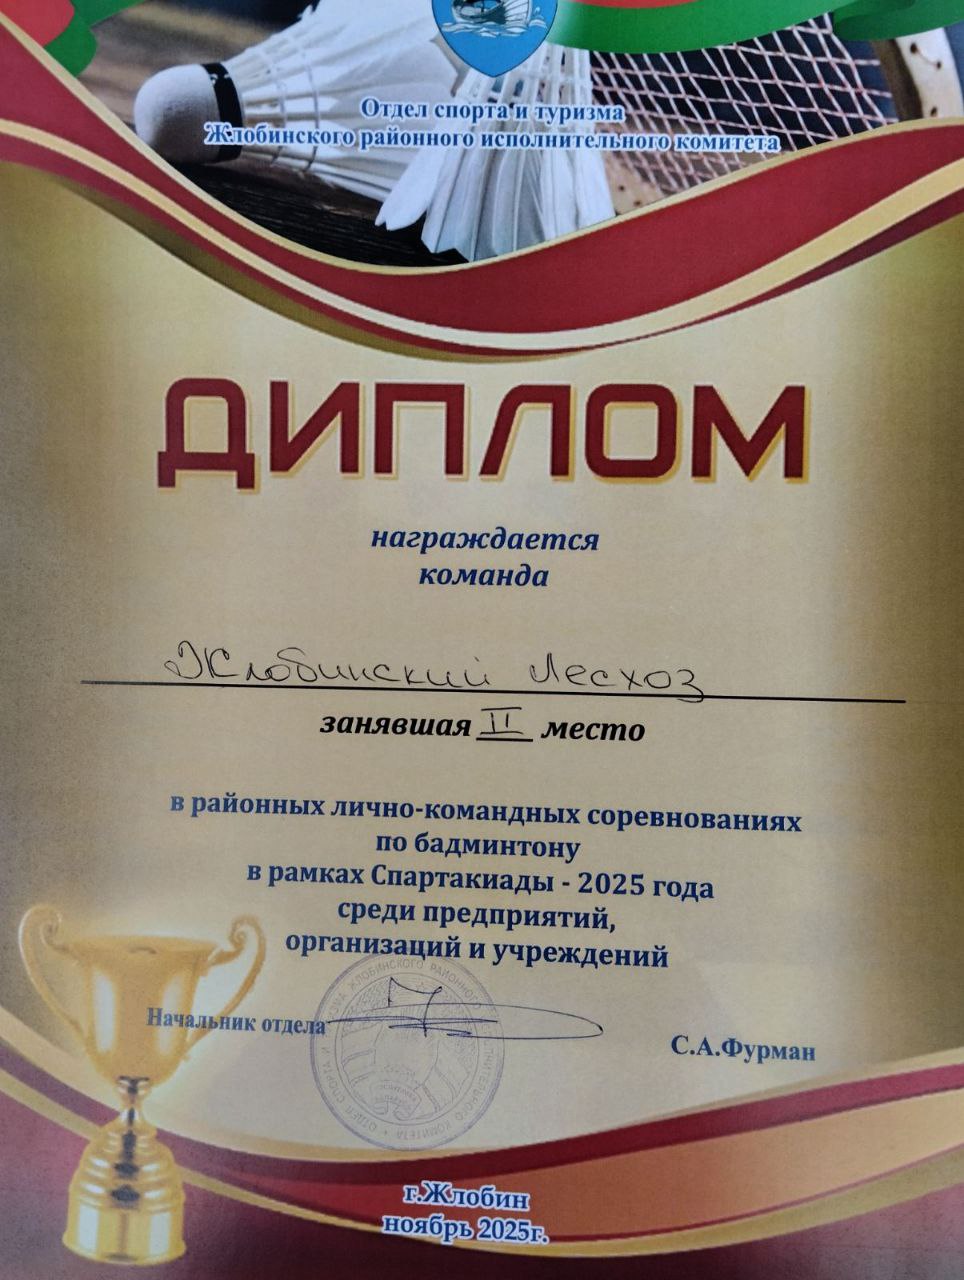 Отдел спорта и туризма
Жлобинского районного исполнительного комитета
ДИПЛОМ
награждается
команда
Жлобинский Лесхоз
занявшая II место
в районных лично-командных соревнованиях
по бадминтону
в рамках Спартакиады - 2025 года
среди предприятий,
организаций и учреждений
Начальник отдела
С.А.Фурман
г.Жлобин
ноябрь 2025г.